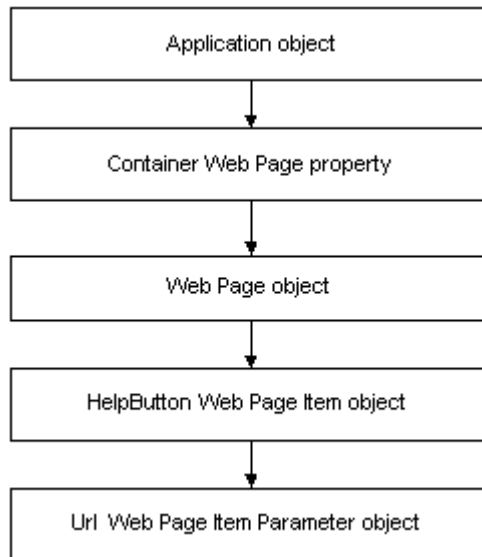 Application object
Container Web Page property
Web Page object
HelpButton Web Page Item object
Url Web Page Item Parameter object